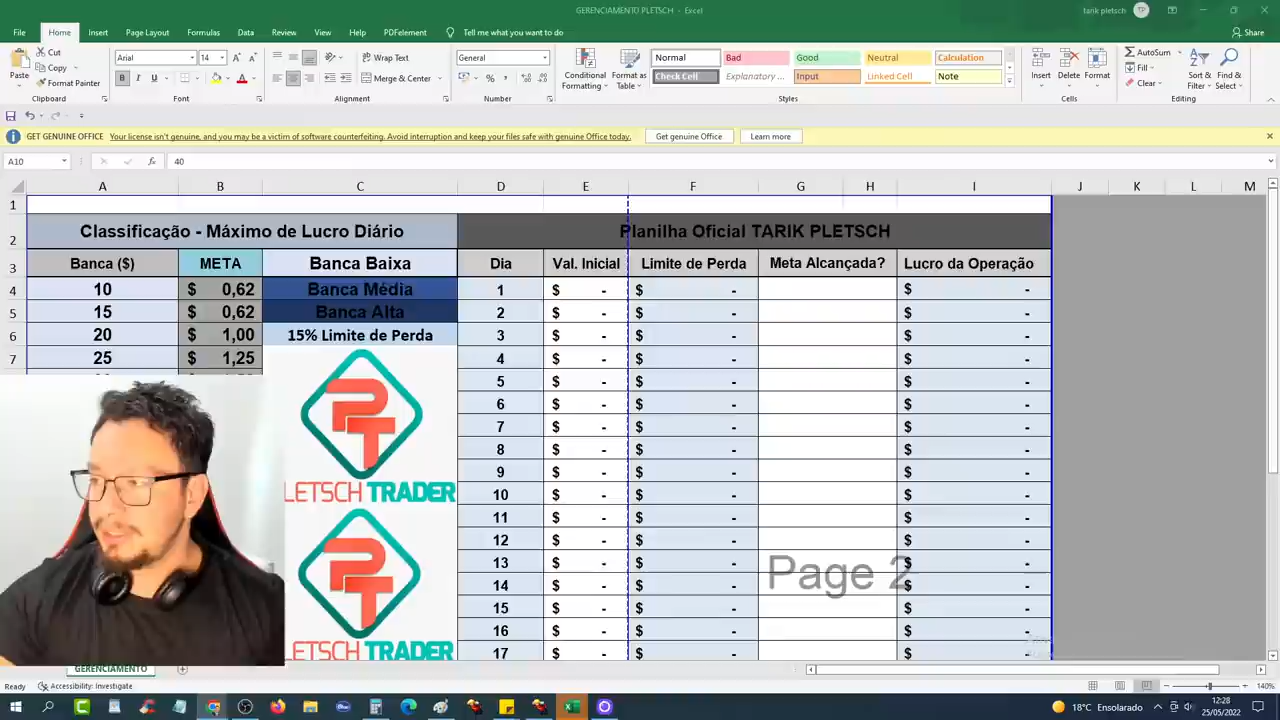 GERENCIAMENTO PLETSCH - Excel
tarik pletsch TP
File Home Insert Page Layout Formulas Data Review View Help PDFelement Tell me what you want to do Share
Paste Cut Copy Format Painter Clipboard
Arial 14 Font
Wrap Text Merge & Center Alignment
General Number
Conditional Formatting Format as Table
Normal Bad Good Neutral Calculation
Check Cell Explanatory ... Input Linked Cell Note
Styles
Insert Delete Format Cells
AutoSum Fill Clear Sort & Filter Find & Select Editing
GET GENUINE OFFICE Your license isn't genuine, and you may be a victim of software counterfeiting. Avoid interruption and keep your files safe with genuine Office today. Get genuine Office Learn more
A10 fx 40
A B C D E F G H I J K L M
1
2 Classificação - Máximo de Lucro Diário Planilha Oficial TARIK PLETSCH
3 Banca ($) META Banca Baixa Dia Val. Inicial Limite de Perda Meta Alcançada? Lucro da Operação
4 10 $ 0,62 Banca Média 1 $ - $ - $ -
5 15 $ 0,62 Banca Alta 2 $ - $ - $ -
6 20 $ 1,00 15% Limite de Perda 3 $ - $ - $ -
7 25 $ 1,25 4 $ - $ - $ -
5 $ - $ - $ -
6 $ - $ - $ -
7 $ - $ - $ -
8 $ - $ - $ -
9 $ - $ - $ -
LETSCH TRADER 10 $ - $ - $ -
11 $ - $ - $ -
12 $ - $ - $ -
13 $ - $ - $ -
Page 2
14 $ - $ - $ -
15 $ - $ - $ -
16 $ - $ - $ -
LETSCH TRADER 17 $ - $ - $ -
GERENCIAMENTO
Ready Accessibility: Investigate 140%
18°C Ensolarado 12:28
25/05/2022